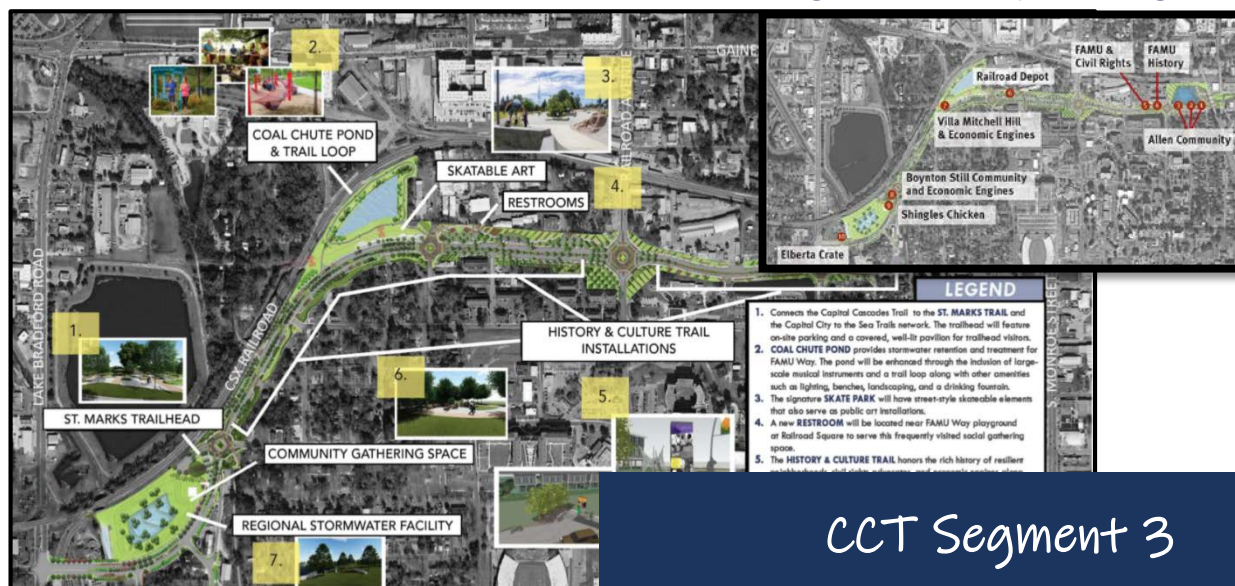 2.
3.
GAINE
COAL CHUTE POND
& TRAIL LOOP
SKATABLE ART
4.
RESTROOMS
LAKE BRADFORD ROAD
CSX RAILROAD
1.
HISTORY & CULTURE TRAIL
INSTALLATIONS
6.
5.
ST. MARKS TRAILHEAD
COMMUNITY GATHERING SPACE
REGIONAL STORMWATER FACILITY
7.
FAMU &
Civil Rights
FAMU
History
Railroad Depot
Villa Mitchell Hill
& Economic Engines
Allen Community
Boynton Still Community
and Economic Engines
Shingles Chicken
Elberta Crate
S. MONROE STREET
LEGEND
1. Connects the Capital Cascades Trail to the ST. MARKS TRAIL and
the Capital City to the Sea Trails network. The trailhead will feature
on-site parking and a covered, well-lit pavilion for trailhead visitors.
2. COAL CHUTE POND provides stormwater retention and treatment for
FAMU Way. The pond will be enhanced through the inclusion of large-
scale musical instruments and a trail loop along with other amenities
such as lighting, benches, landscaping, and a drinking fountain.
3. The signature SKATE PARK will have street-style skateable elements
that also serve as public art installations.
4. A new RESTROOM will be located near FAMU Way playground
at Railroad Square to serve this frequently visited social gathering
space.
5. The HISTORY & CULTURE TRAIL honors the rich history of resilient
CCT Segment 3